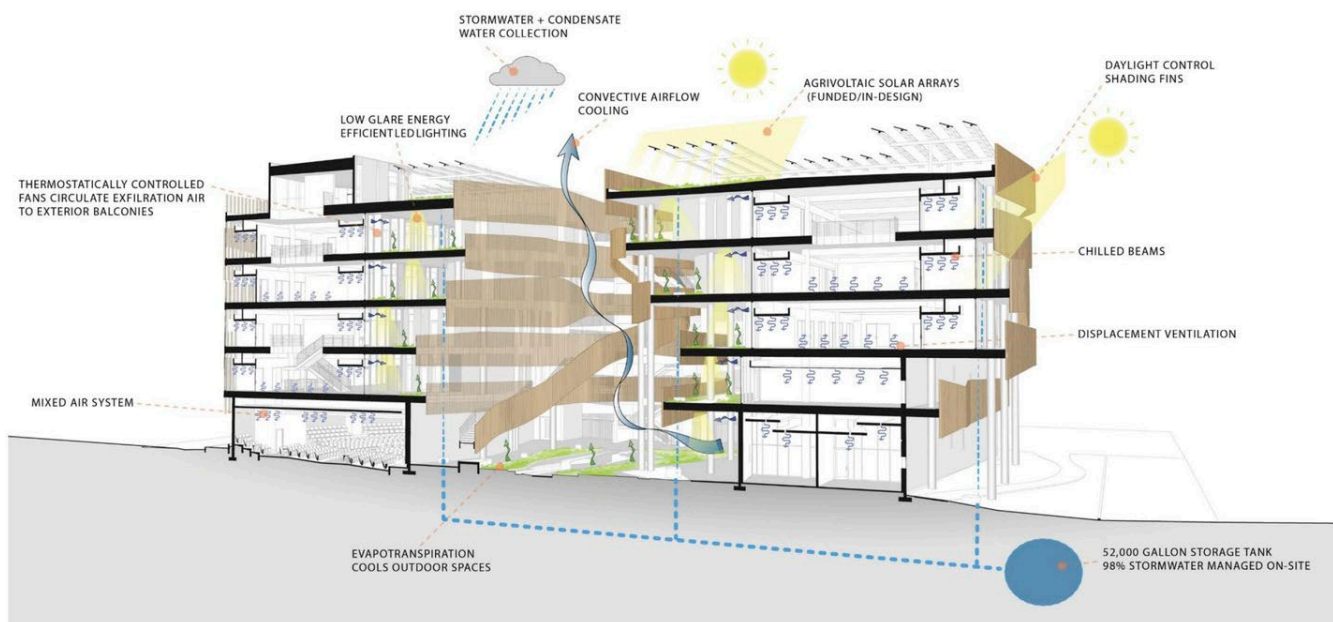 STORMWATER + CONDENSATE
WATER COLLECTION
AGRIVOLTAIC SOLAR ARRAYS
(FUNDED/IN-DESIGN)
DAYLIGHT CONTROL
SHADING FINS
CONVECTIVE AIRFLOW
COOLING
LOW GLARE ENERGY
EFFICIENT LED LIGHTING
THERMOSTATICALLY CONTROLLED
FANS CIRCULATE EXFILRATION AIR
TO EXTERIOR BALCONIES
CHILLED BEAMS
DISPLACEMENT VENTILATION
MIXED AIR SYSTEM
EVAPOTRANSPIRATION
COOLS OUTDOOR SPACES
52,000 GALLON STORAGE TANK
98% STORMWATER MANAGED ON-SITE